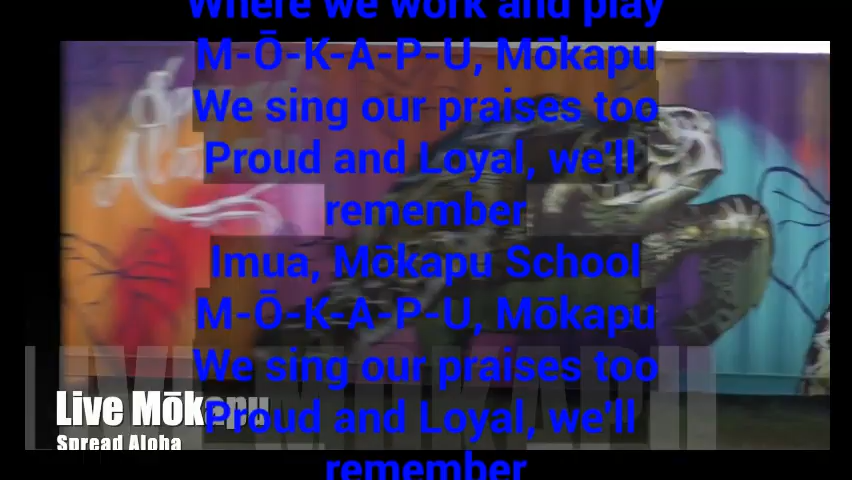 Where we work and play
M-Ō-K-A-P-U, Mōkapu
We sing our praises too
Proud and Loyal, we'll
remember
Imua, Mōkapu School
M-Ō-K-A-P-U, Mōkapu
We sing our praises too
Proud and Loyal, we'll
remember
Live Mōkapu
Spread Aloha